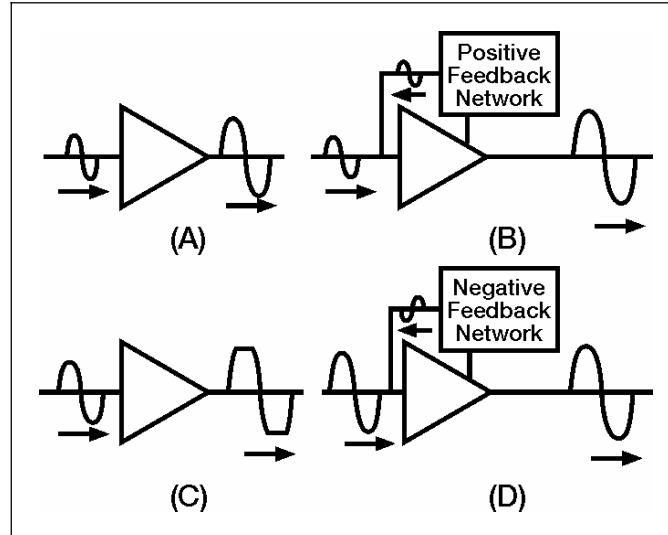 Positive
Feedback
Network
(A)
(B)
Negative
Feedback
Network
(C)
(D)